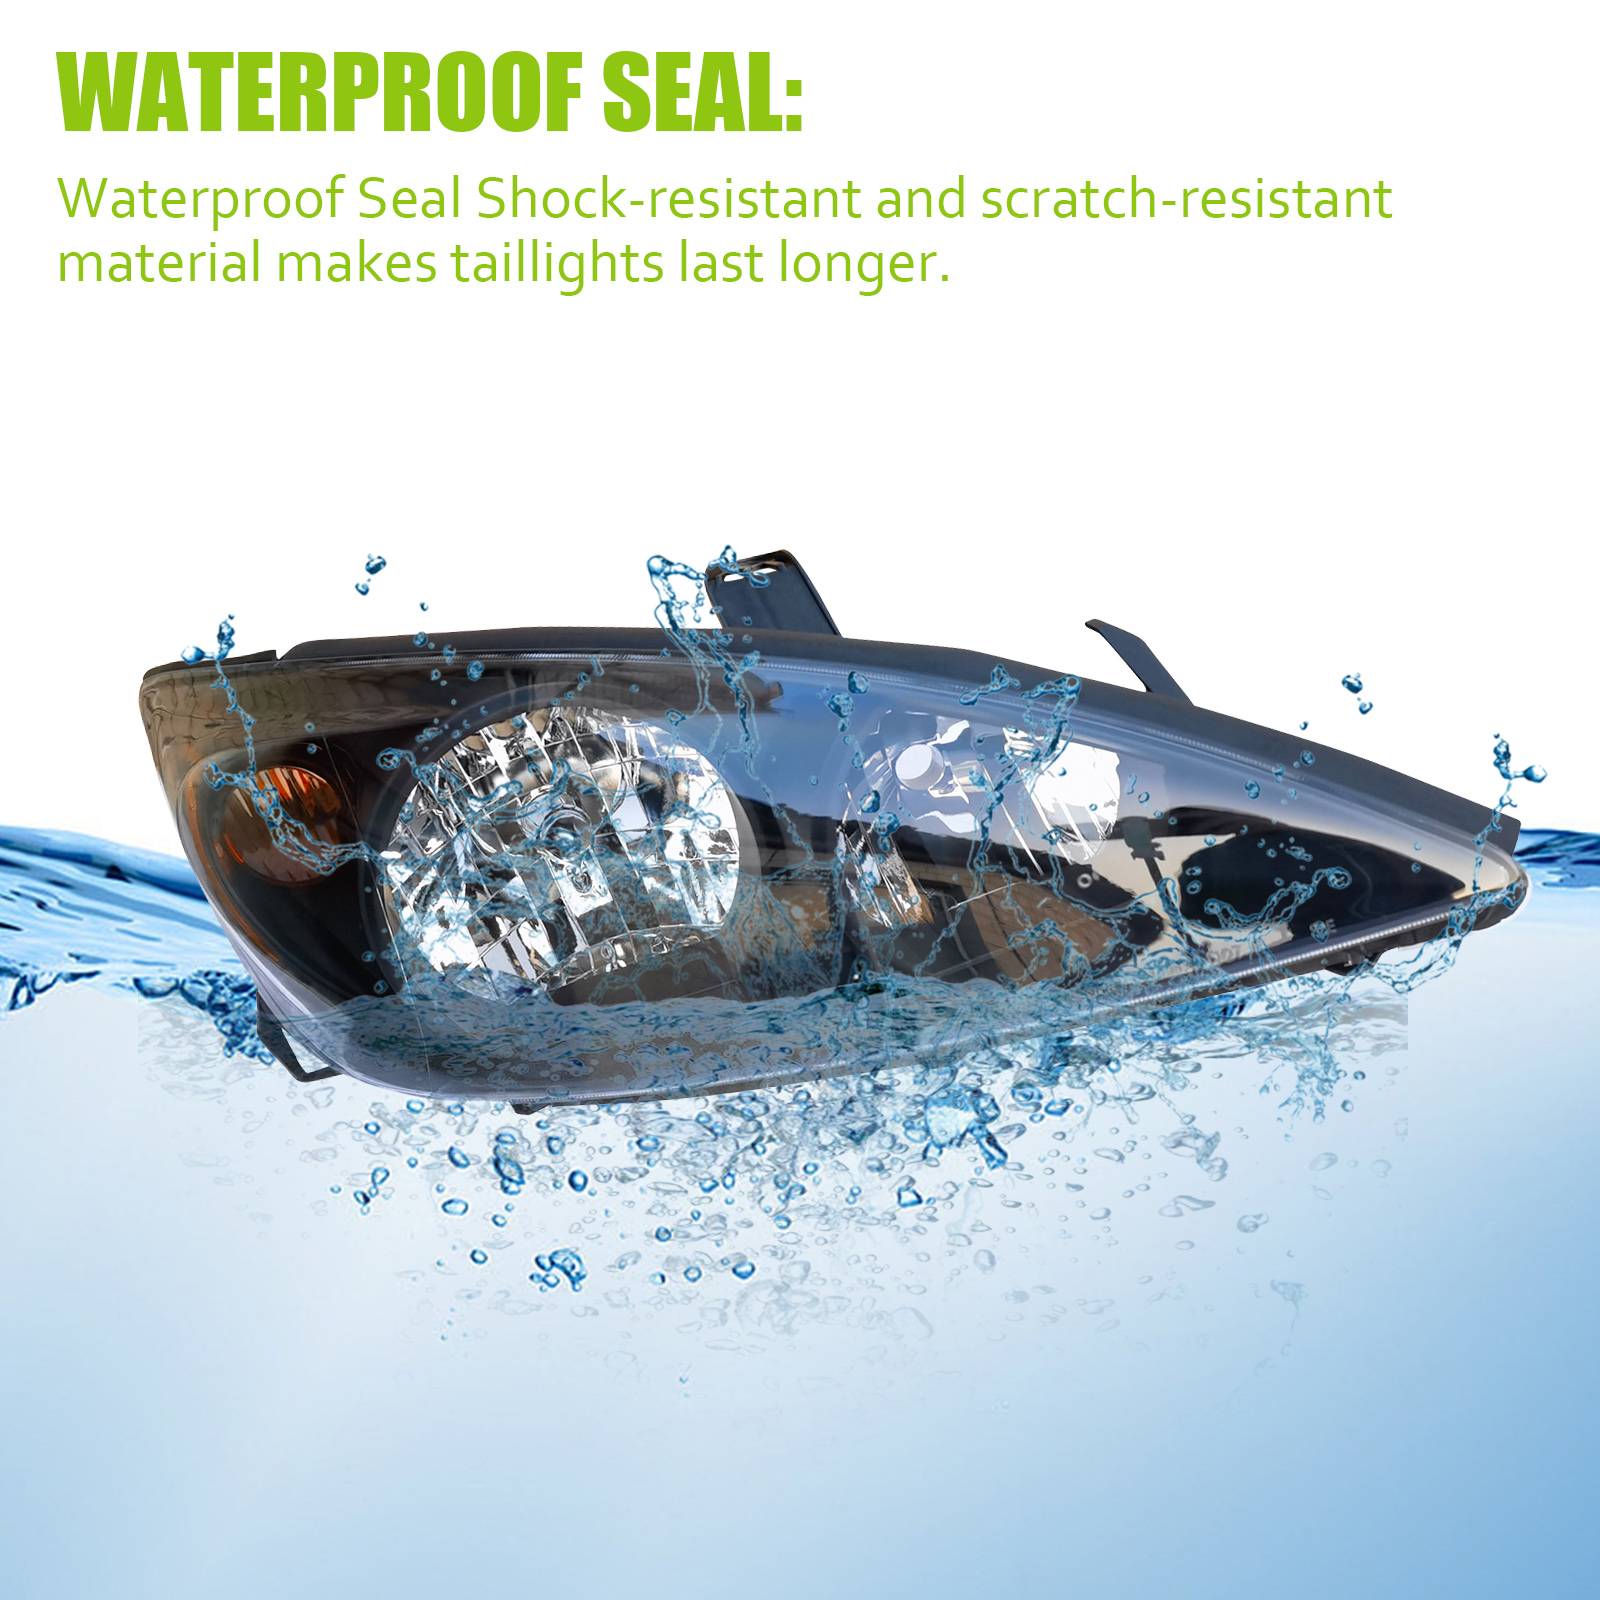 WATERPROOF SEAL:
Waterproof Seal Shock-resistant and scratch-resistant
material makes taillights last longer.